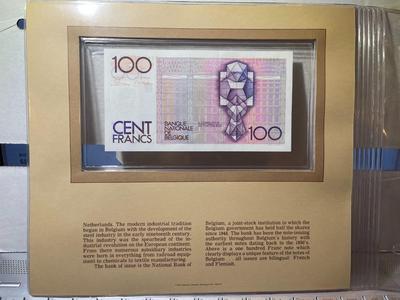 100
CENT
FRANCS
BANQUE
NATIONALE
DE
BELGIQUE
100
Netherlands. The modern industrial tradition
began in Belgium with the development of the
steel industry in the early nineteenth century.
This industry was the spearhead of the in-
dustrial revolution on the European continent.
From there numerous subsidiary industries
were born in everything from railroad equip-
ment to chemicals to textile manufacturing.
The bank of issue is the National Bank of
Belgium, a joint-stock institution in which the
Belgium government has held half the shares
since 1948. The bank has been the note-issuing
authority throughout Belgium's history with
the earliest notes dating back to the 1850's.
Above is a one hundred Franc note which
clearly displays a unique feature of the notes of
Belgium — all issues are bilingual French
and Flemish.